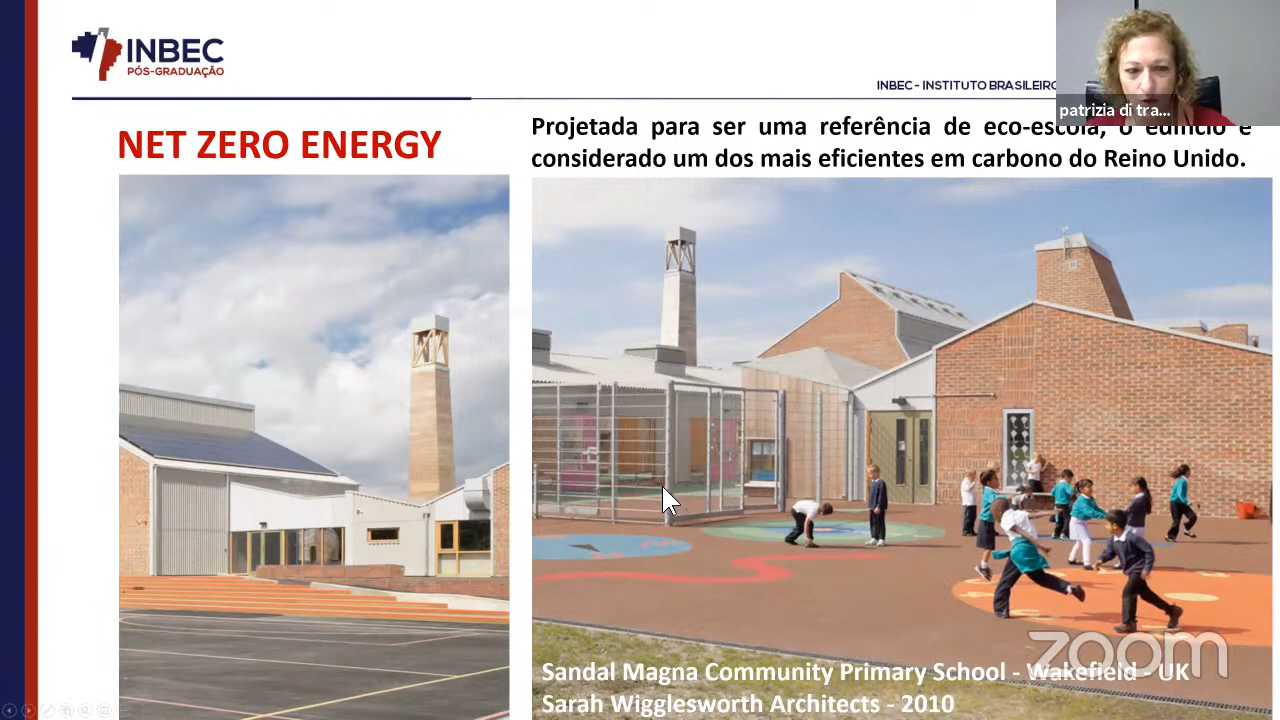 INBEC
PÓS-GRADUAÇÃO
INBEC - INSTITUTO BRASILEIRO
patrizia di tra...
NET ZERO ENERGY
Projetada para ser uma referência de eco-escola, o edifício é
considerado um dos mais eficientes em carbono do Reino Unido.
zoom
Sandal Magna Community Primary School - Wakefield - UK
Sarah Wigglesworth Architects - 2010